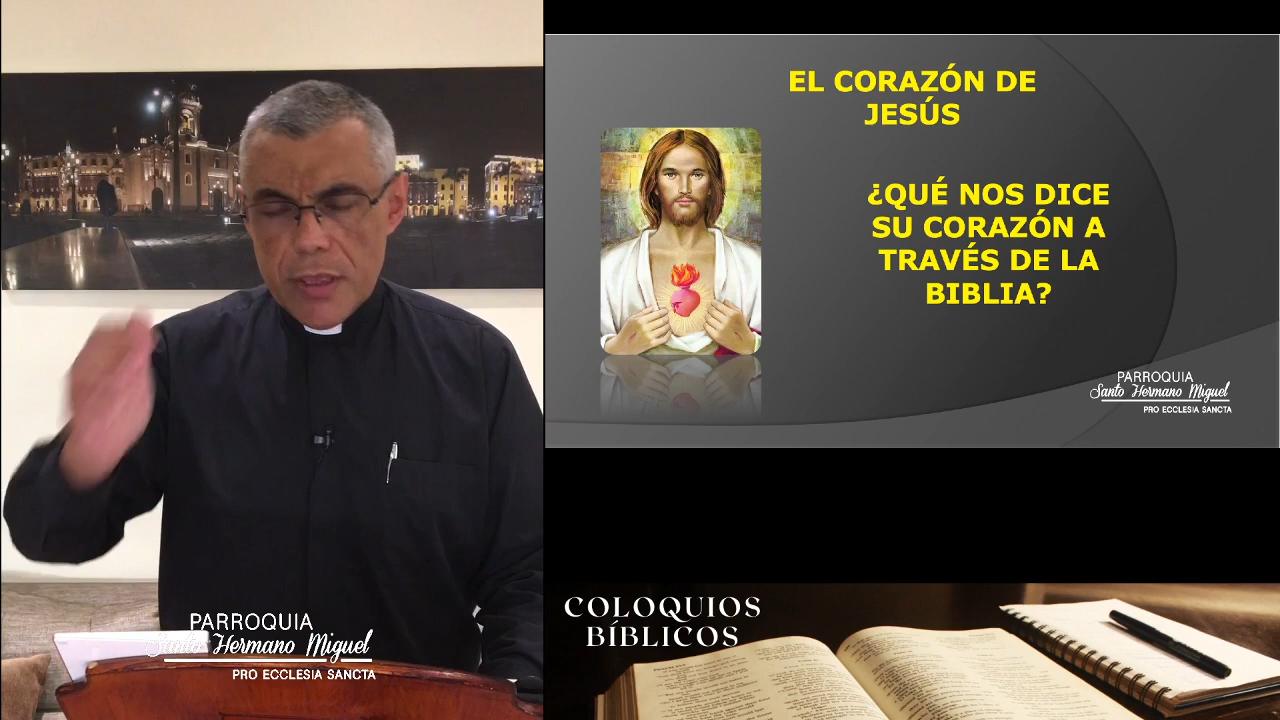 EL CORAZÓN DE
JESÚS
¿QUÉ NOS DICE
SU CORAZÓN A
TRAVÉS DE LA
BIBLIA?
PARROQUIA
Santo Hermano Miguel
PRO ECCLESIA SANCTA
PARROQUIA
Santo Hermano Miguel
PRO ECCLESIA SANCTA
COLOQUIOS
BÍBLICOS